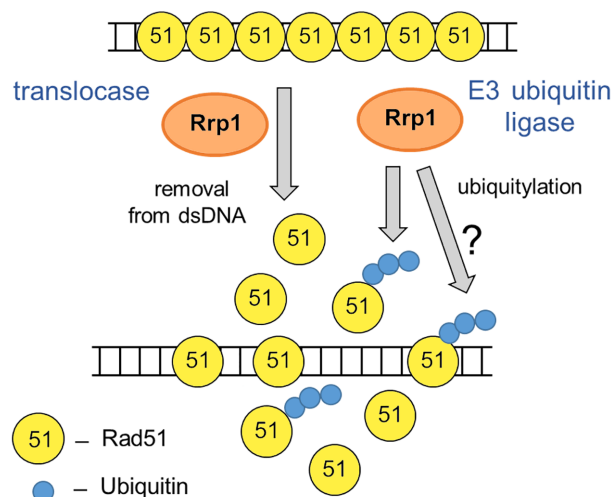 51 51 51 51 51 51 51
translocase
Rrp1
Rrp1
E3 ubiquitin
ligase
removal
from dsDNA
ubiquitylation
?
51
51
51
51
51
51
51
51
51
51 – Rad51
– Ubiquitin